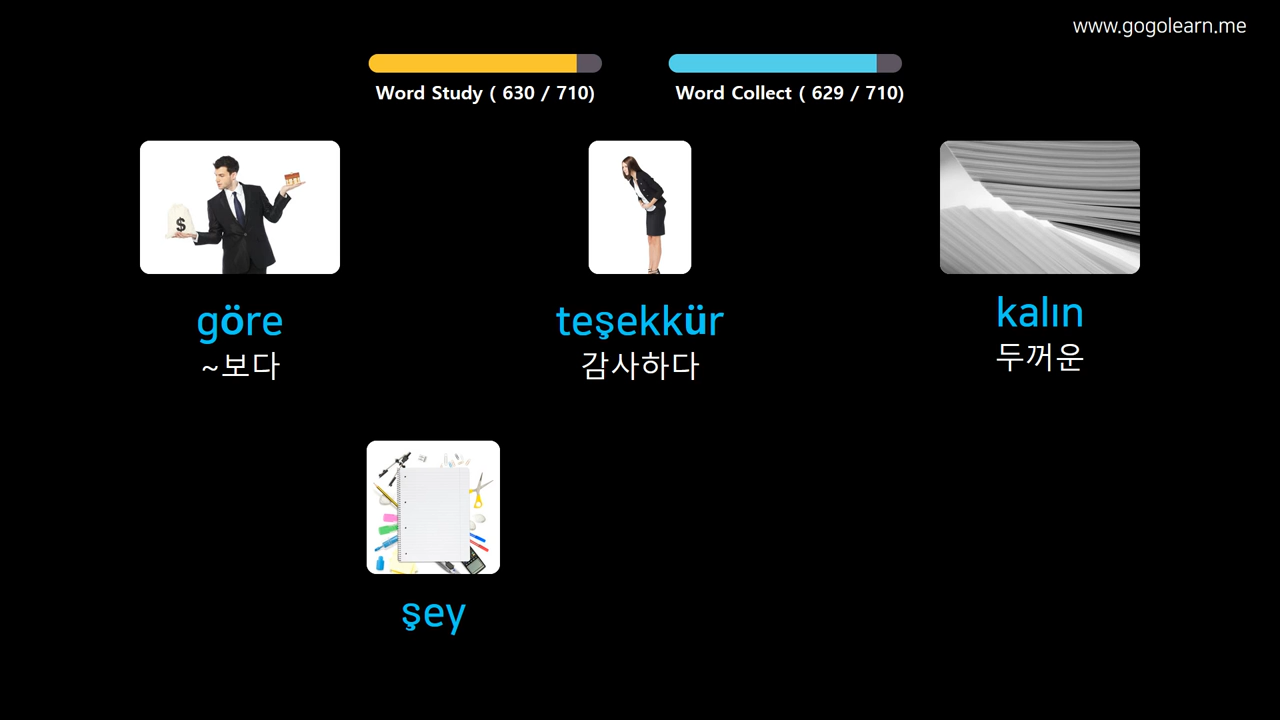 www.gogolearn.me
Word Study ( 630 / 710)
Word Collect ( 629 / 710)
$
göre
~보다
teşekkür
감사하다
kalın
두꺼운
şey